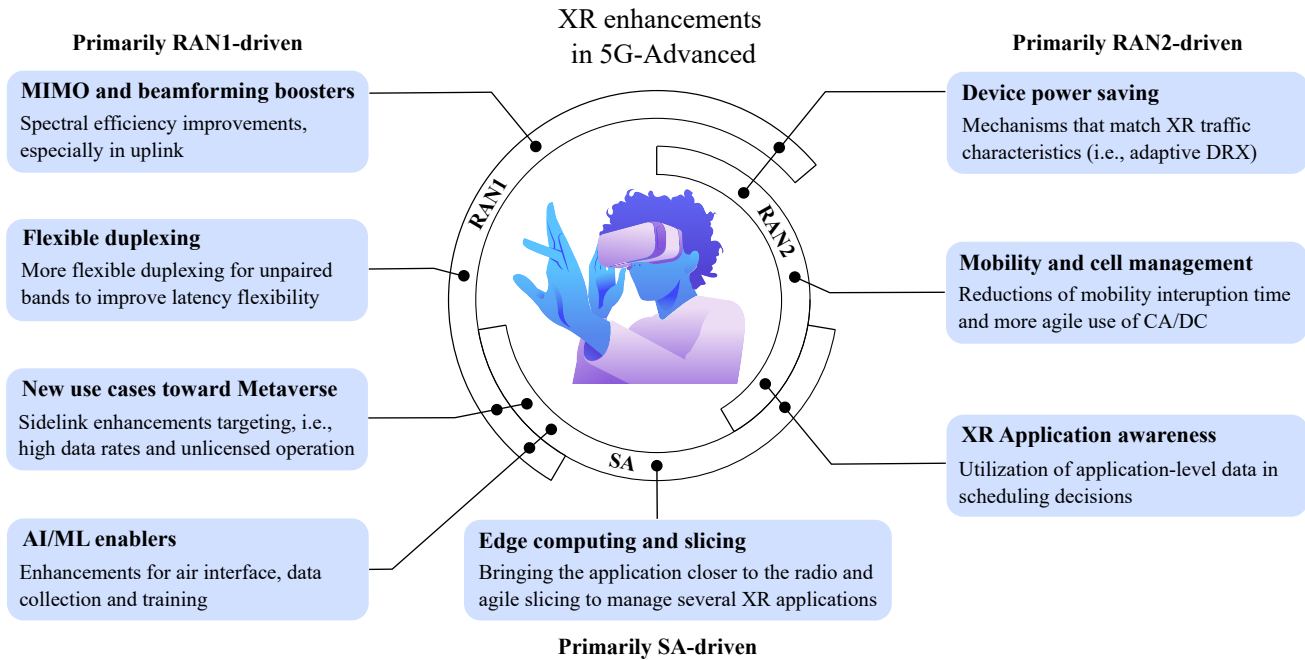 XR enhancements
in 5G-Advanced
Primarily RAN1-driven
MIMO and beamforming boosters
Spectral efficiency improvements,
especially in uplink
Flexible duplexing
More flexible duplexing for unpaired
bands to improve latency flexibility
New use cases toward Metaverse
Sidelink enhancements targeting, i.e.,
high data rates and unlicensed operation
AI/ML enablers
Enhancements for air interface, data
collection and training
RAN1
RAN2
SA
Edge computing and slicing
Bringing the application closer to the radio and
agile slicing to manage several XR applications
Primarily SA-driven
Primarily RAN2-driven
Device power saving
Mechanisms that match XR traffic
characteristics (i.e., adaptive DRX)
Mobility and cell management
Reductions of mobility interuption time
and more agile use of CA/DC
XR Application awareness
Utilization of application-level data in
scheduling decisions